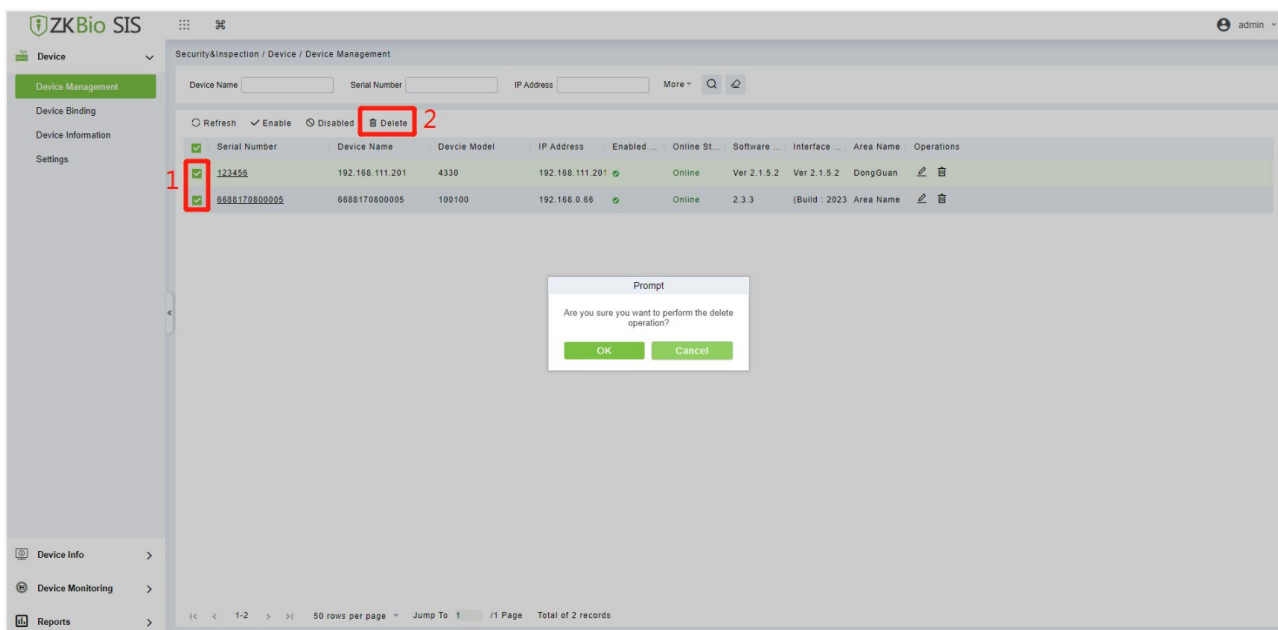 ZKBio SIS
admin
Device
Security&Inspection / Device / Device Management
Device Management
Device Name Serial Number IP Address More
Device Binding
Refresh Enable Disabled Delete 2
Device Information
Serial Number Device Name Devcie Model IP Address Enabled ... Online St... Software ... Interface ... Area Name Operations
Settings
1
123456 192.168.111.201 4330 192.168.111.201 Online Ver 2.1.5.2 Ver 2.1.5.2 DongGuan
6688170800005 6688170800005 100100 192.168.0.66 Online 2.3.3 (Build : 2023 Area Name
Prompt
Are you sure you want to perform the delete
operation?
OK Cancel
Device Info
Device Monitoring
Reports
|< < 1-2 > >| 50 rows per page Jump To 1 /1 Page Total of 2 records